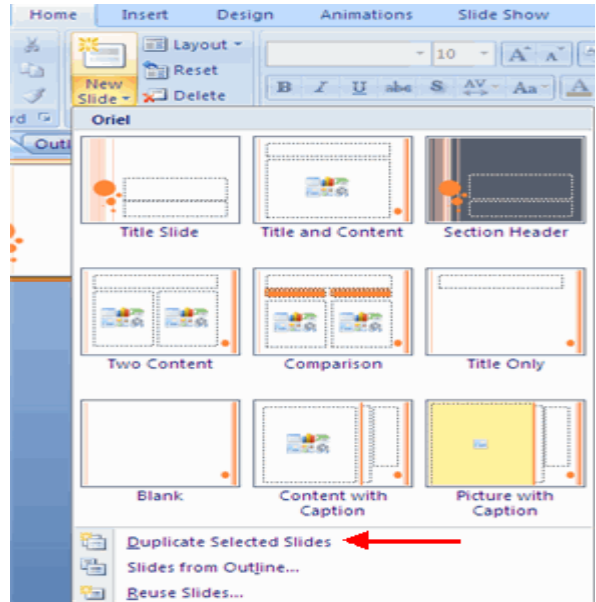 Home Insert Design Animations Slide Show
Layout
10 A A
Reset
New
Slide
Delete
B I U abe S AV Aa A
rd
Outl
Oriel
Title Slide Title and Content Section Header
Two Content Comparison Title Only
Blank Content with Caption Picture with Caption
Duplicate Selected Slides
Slides from Outline...
Reuse Slides...